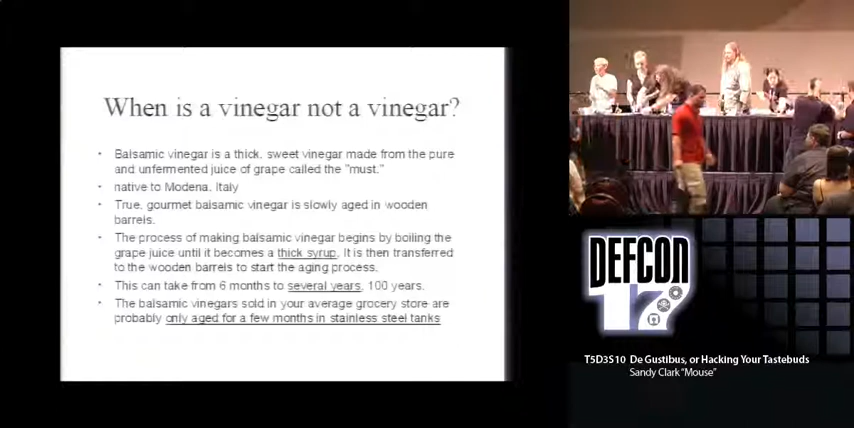 When is a vinegar not a vinegar?
• Balsamic vinegar is a thick, sweet vinegar made from the pure
and unfermented juice of grape called the "must."
• native to Modena, Italy
• True, gourmet balsamic vinegar is slowly aged in wooden
barrels.
• The process of making balsamic vinegar begins by boiling the
grape juice until it becomes a thick syrup. It is then transferred
to the wooden barrels to start the aging process.
• This can take from 6 months to several years, 100 years.
• The balsamic vinegars sold in your average grocery store are
probably only aged for a few months in stainless steel tanks
DEFCON
17
T5D3S10 De Gustibus, or Hacking Your Tastebuds
Sandy Clark "Mouse"